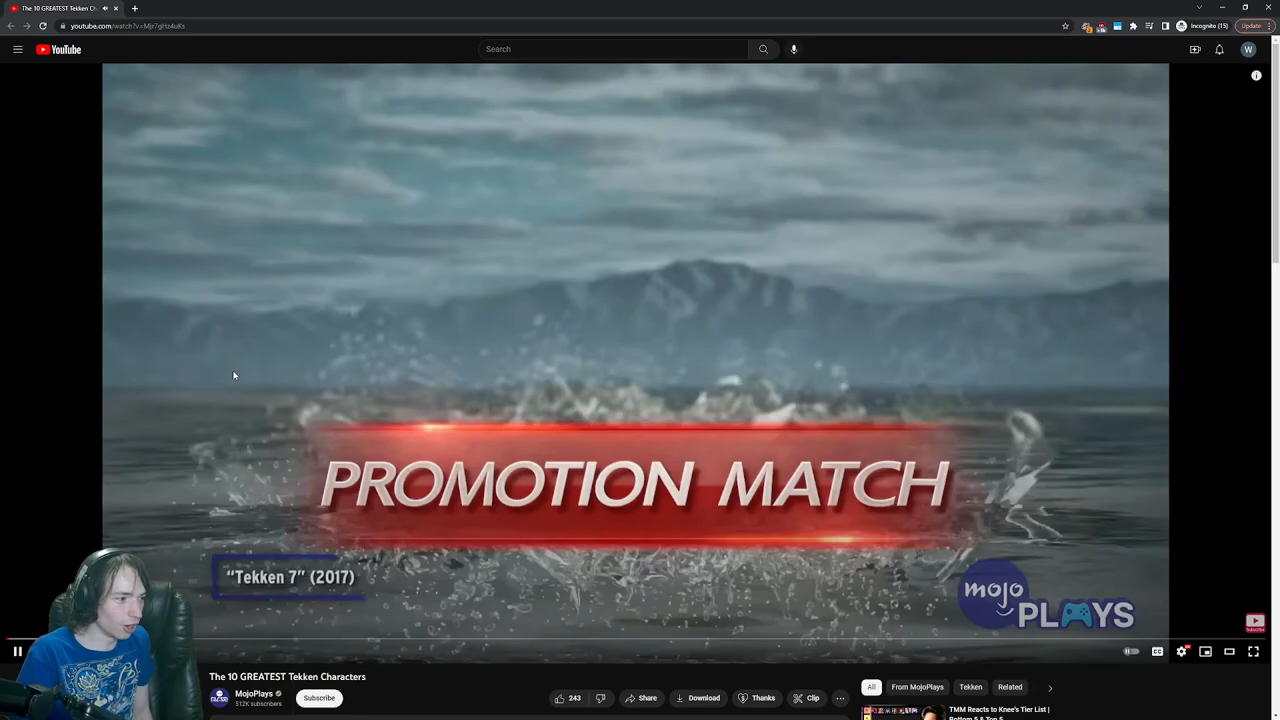 The 10 GREATEST Tekken Ch
youtube.com/watch?v=Mjr7gHz4uKs
Incognito (15)
Update
YouTube
Search
W
PROMOTION MATCH
"Tekken 7" (2017)
mojo
PLAYS
Subscribe
CC
The 10 GREATEST Tekken Characters
MojoPlays
512K subscribers
Subscribe
243
Share
Download
Thanks
Clip
All
From MojoPlays
Tekken
Related
TMM Reacts to Knee's Tier List |
Bottom 5 & Top 5